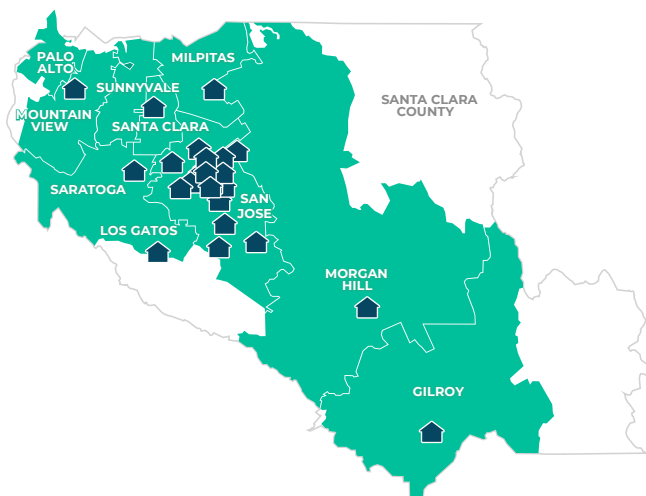 PALO
ALTO
MILPITAS
SUNNYVALE
SANTA CLARA
COUNTY
MOUNTAIN
VIEW
SANTA CLARA
SARATOGA
SAN
JOSE
LOS GATOS
MORGAN
HILL
GILROY